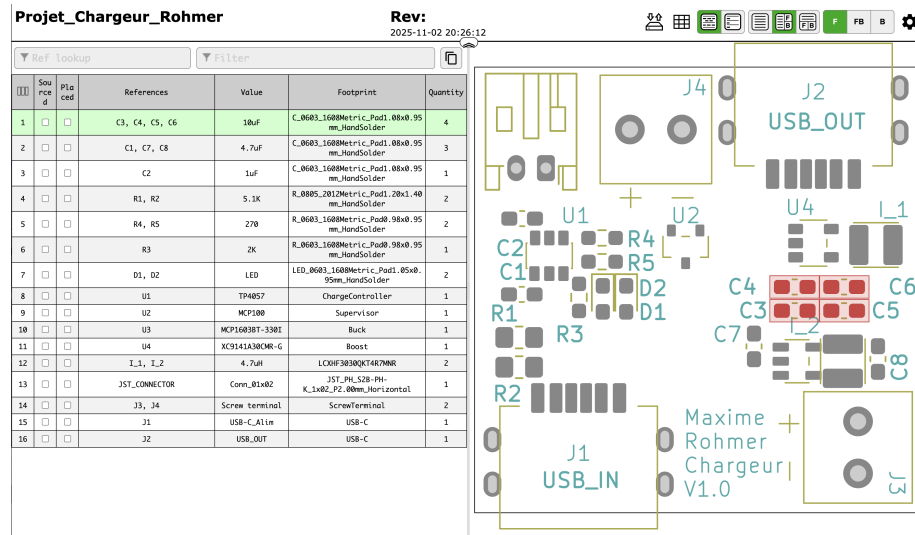 Projet_Chargeur_Rohmer
Rev:
2025-11-02 20:26:12
F
FB
B
Ref lookup
Filter
Sourced Placed References Value Footprint Quantity
1 C3, C4, C5, C6 10uF C_0603_1608Metric_Pad1.08x0.95mm_HandSolder 4
2 C1, C7, C8 4.7uF C_0603_1608Metric_Pad1.08x0.95mm_HandSolder 3
3 C2 1uF C_0603_1608Metric_Pad1.08x0.95mm_HandSolder 1
4 R1, R2 5.1K R_0805_2012Metric_Pad1.20x1.40mm_HandSolder 2
5 R4, R5 270 R_0603_1608Metric_Pad0.98x0.95mm_HandSolder 2
6 R3 2K R_0603_1608Metric_Pad0.98x0.95mm_HandSolder 1
7 D1, D2 LED LED_0603_1608Metric_Pad1.05x0.95mm_HandSolder 2
8 U1 TP4057 ChargeController 1
9 U2 MCP100 Supervisor 1
10 U3 MCP1603BT-330I Buck 1
11 U4 XC9141A30CMR-G Boost 1
12 I_1, I_2 4.7uH LCXHF3030QKT4R7MNR 2
13 JST_CONNECTOR Conn_01x02 JST_PH_S2B-PH-K_1x02_P2.00mm_Horizontal 1
14 J3, J4 Screw terminal ScrewTerminal 2
15 J1 USB-C_Alim USB-C 1
16 J2 USB_OUT USB-C 1
J4
+
J2
USB_OUT
U1
U2
U4
I_1
C2
C1
R4
R5
D2
D1
R1
R3
R2
C4
C3
C6
C5
I_2
C7
C8
J1
USB_IN
Maxime
Rohmer
Chargeur
V1.0
+
J3